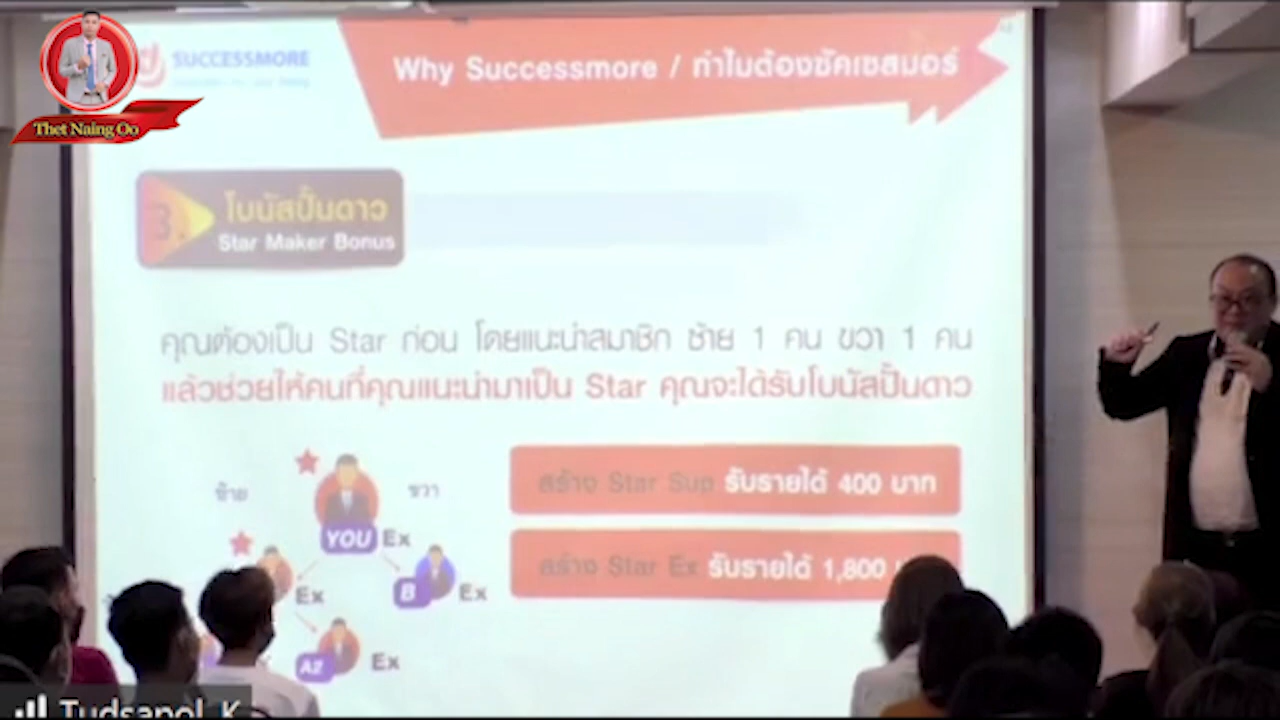 SUCCESSMORE
Why Successmore / ทำไมต้องซัคเซสมอร์
Thet Naing Oo
3.
โบนัสปั้นดาว
Star Maker Bonus
คุณต้องเป็น Star ก่อน โดยแนะนำสมาชิก ซ้าย 1 คน ขวา 1 คน
แล้วช่วยให้คนที่คุณแนะนำมาเป็น Star คุณจะได้รับโบนัสปั้นดาว
ซ้าย
ขวา
YOU Ex
Ex
B Ex
A2 Ex
สร้าง Star Sup รับรายได้ 400 บาท
สร้าง Star Ex รับรายได้ 1,800
Tudsapol K